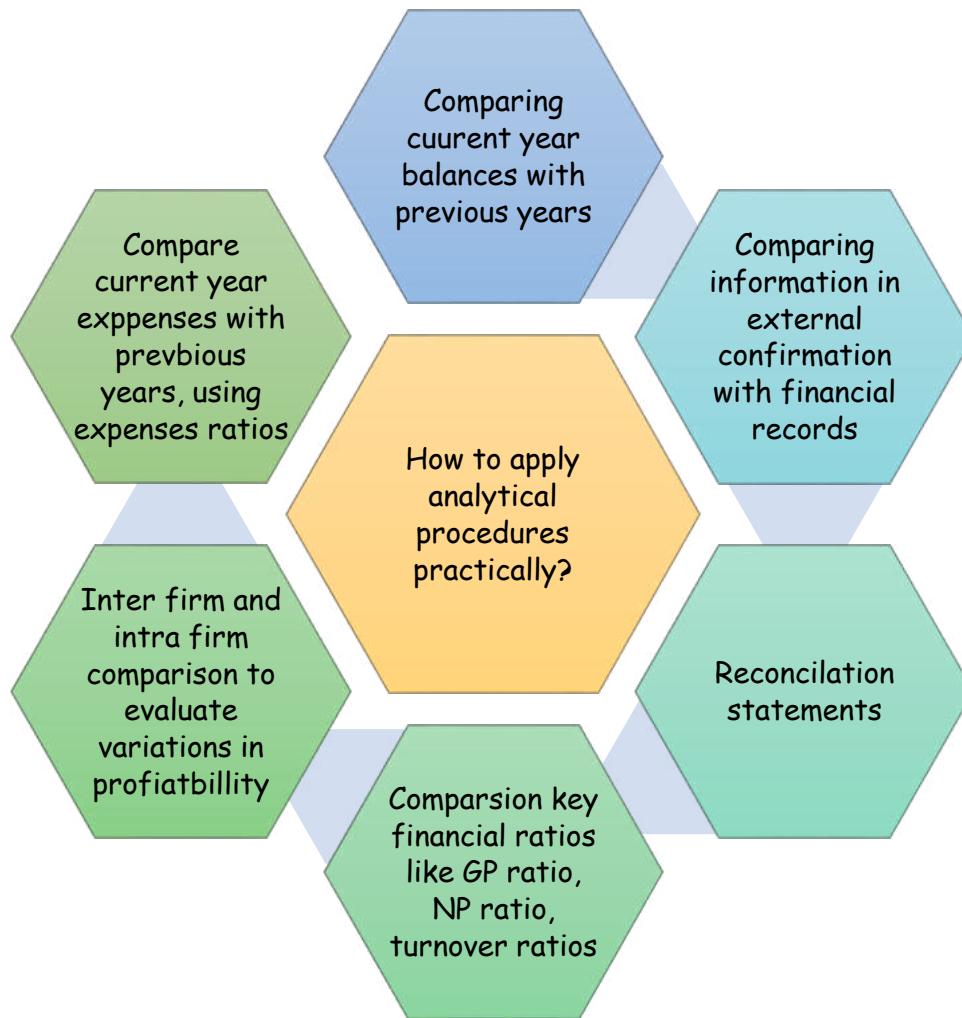 Comparing
cuurent year
balances with
previous years
Comparing
information in
external
confirmation
with financial
records
Reconcilation
statements
Comparsion key
financial ratios
like GP ratio,
NP ratio,
turnover ratios
Inter firm and
intra firm
comparison to
evaluate
variations in
profiatbillity
Compare
current year
exppenses with
prevbious
years, using
expenses ratios
How to apply
analytical
procedures
practically?